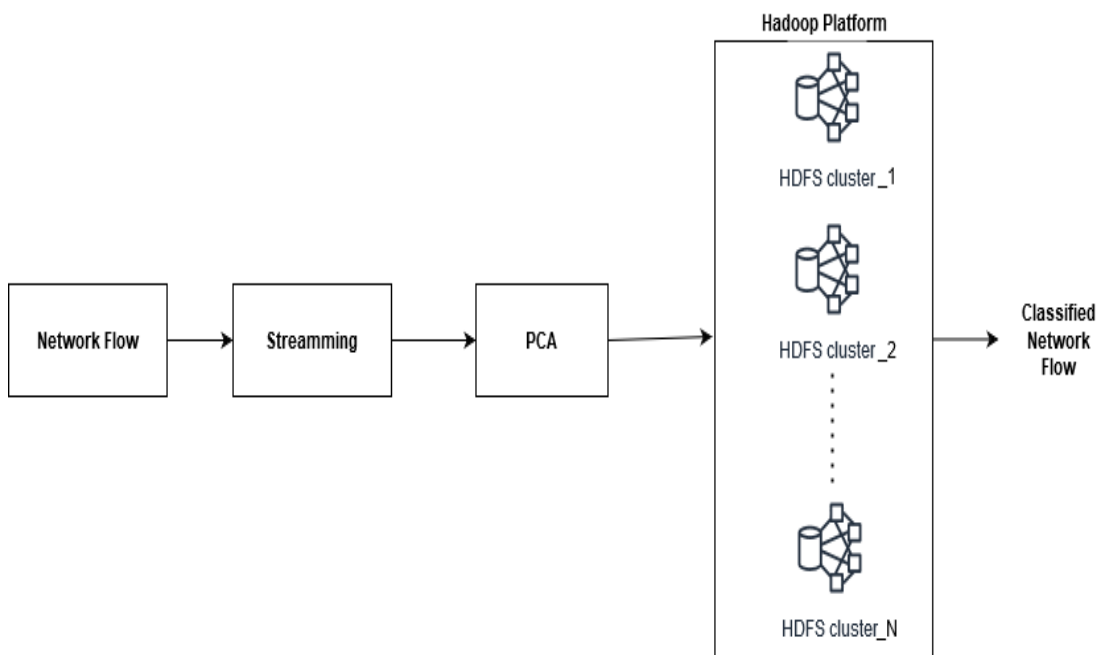 Hadoop Platform
HDFS cluster_1
HDFS cluster_2
HDFS cluster_N
Network Flow
Streamming
PCA
Classified
Network
Flow